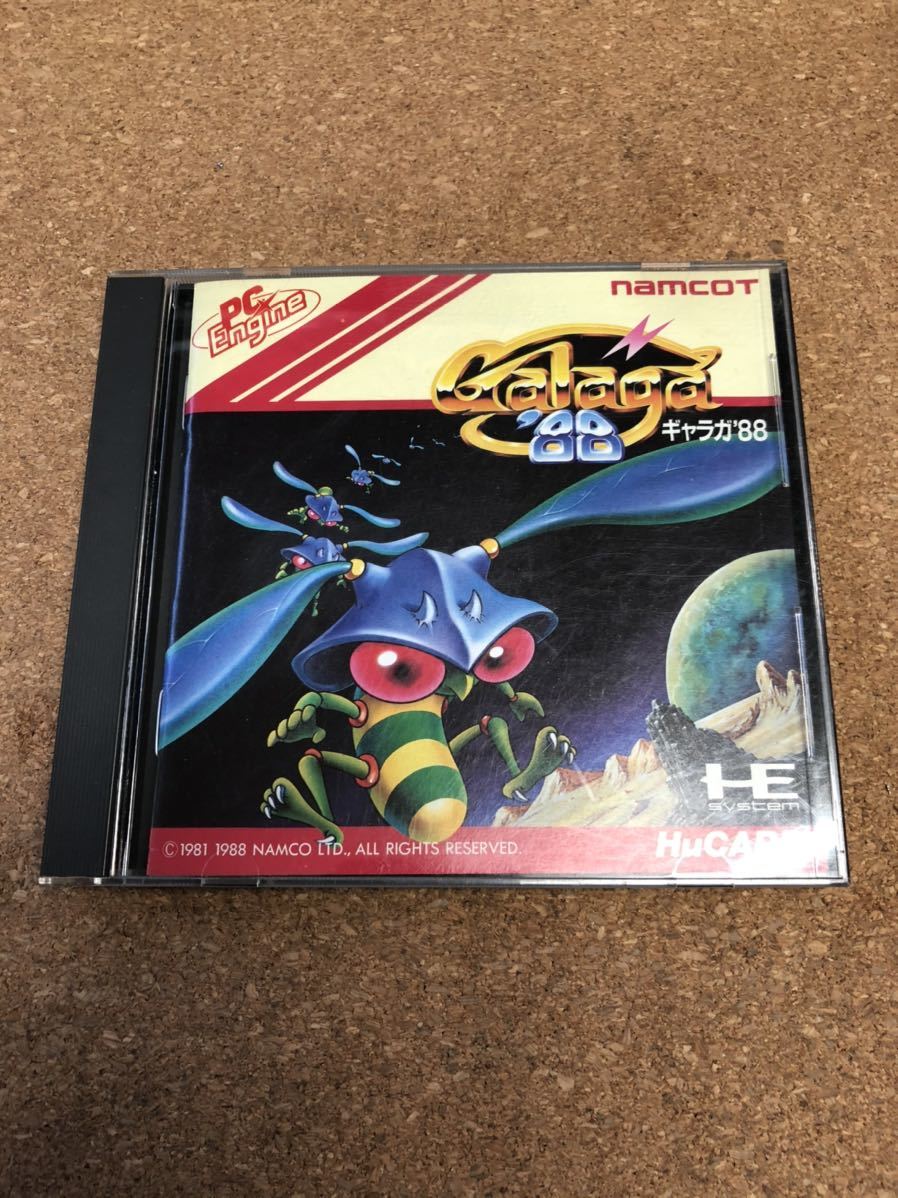 PC
Engine
namcoT
Galaga
'88
ギャラガ'88
HE
system
HuCARD
© 1981 1988 NAMCO LTD., ALL RIGHTS RESERVED.